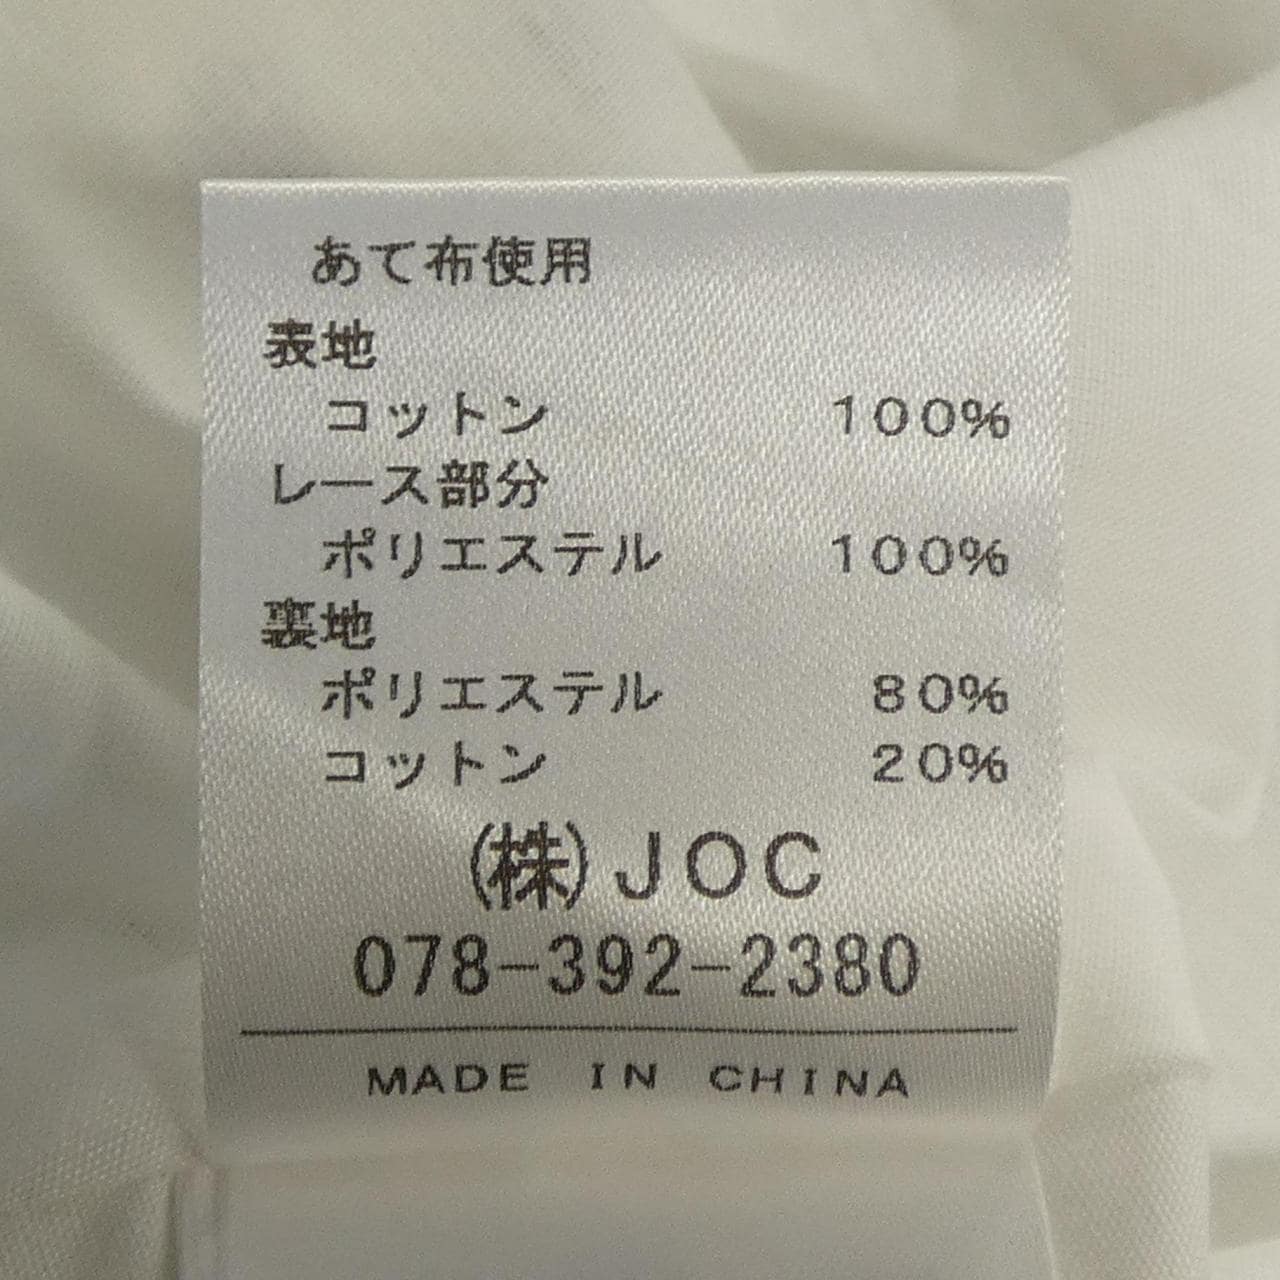 あて布使用
表地
コットン 100%
レース部分
ポリエステル 100%
裏地
ポリエステル 80%
コットン 20%
(株)JOC
078-392-2380
MADE IN CHINA